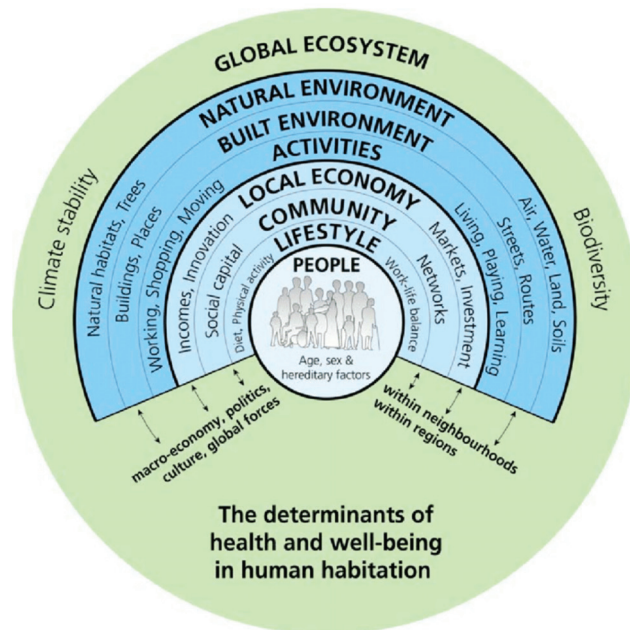 GLOBAL ECOSYSTEM
Climate stability
Biodiversity
NATURAL ENVIRONMENT
Natural habitats, Trees
Air, Water, Land, Soils
BUILT ENVIRONMENT
Buildings, Places
Streets, Routes
ACTIVITIES
Working, Shopping, Moving
Living, Playing, Learning
LOCAL ECONOMY
Incomes, Innovation
Markets, Investment
COMMUNITY
Social capital
Networks
LIFESTYLE
Diet, Physical activity
Work-life balance
PEOPLE
Age, sex &
hereditary factors
macro-economy, politics,
culture, global forces
within neighbourhoods
within regions
The determinants of
health and well-being
in human habitation